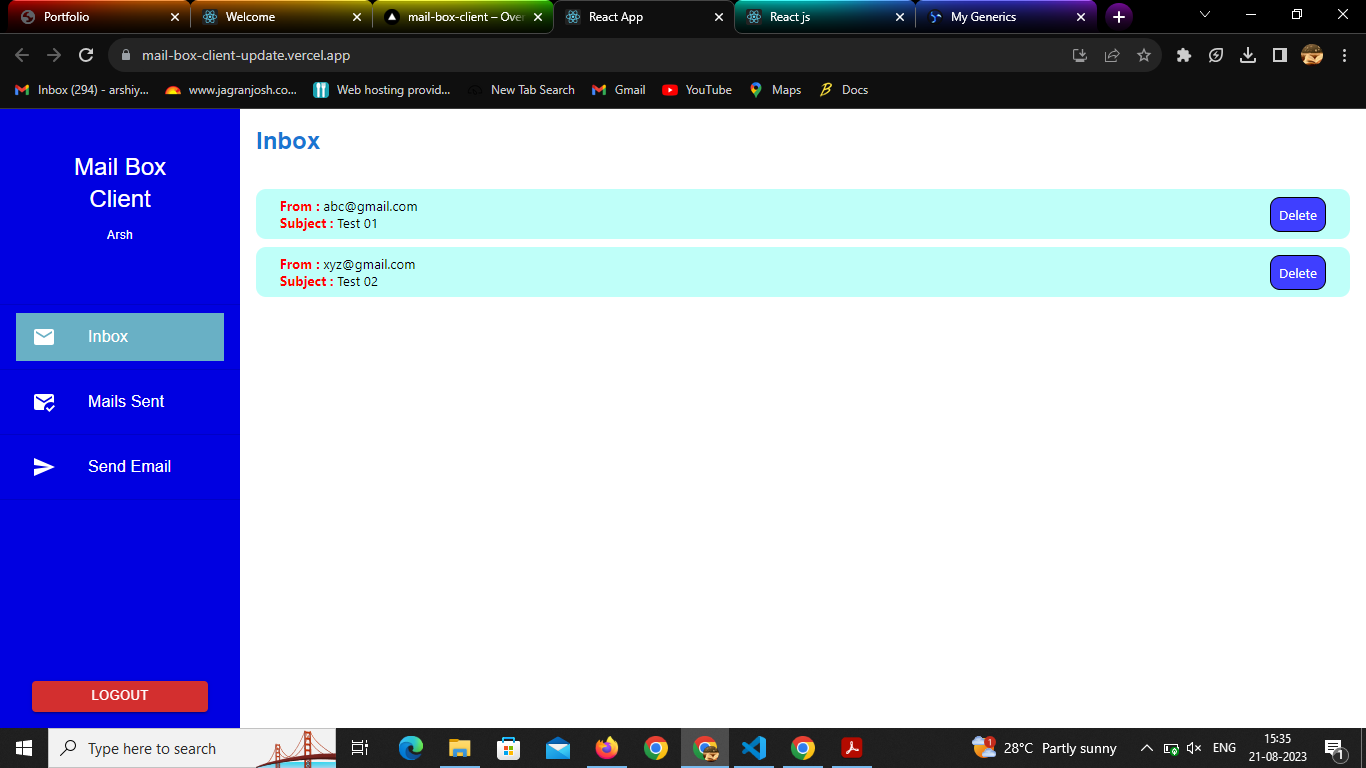 Portfolio
Welcome
mail-box-client – Over
React App
React js
My Generics
mail-box-client-update.vercel.app
Inbox (294) - arshiy...
www.jagranjosh.co...
Web hosting provid...
New Tab Search
Gmail
YouTube
Maps
Docs
Mail Box
Client
Arsh
Inbox
Mails Sent
Send Email
LOGOUT
Inbox
From : abc@gmail.com
Subject : Test 01
Delete
From : xyz@gmail.com
Subject : Test 02
Delete
Type here to search
1
28°C Partly sunny
ENG
15:35
21-08-2023
1